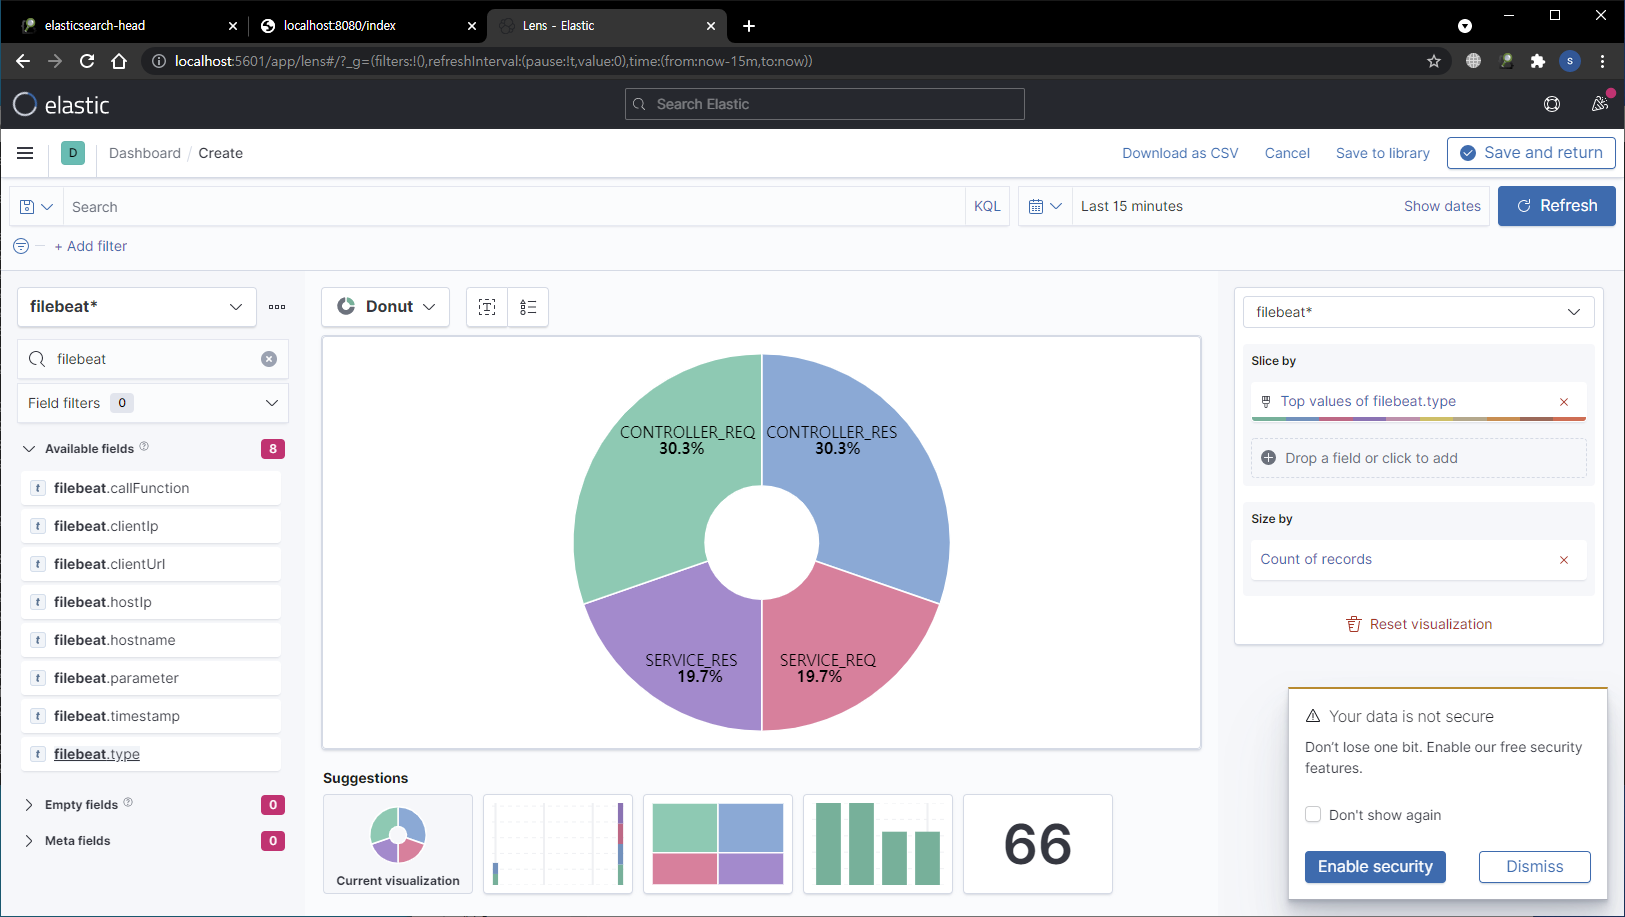 elasticsearch-head
localhost:8080/index
Lens - Elastic
localhost:5601/app/lens#/?_g=(filters:!(),refreshInterval:(pause:!t,value:0),time:(from:now-15m,to:now))
S
elastic
Search Elastic
D
Dashboard / Create
Download as CSV
Cancel
Save to library
Save and return
Search
KQL
Last 15 minutes
Show dates
Refresh
+ Add filter
filebeat*
filebeat
Field filters 0
Available fields 8
t filebeat.callFunction
t filebeat.clientIp
t filebeat.clientUrl
t filebeat.hostIp
t filebeat.hostname
t filebeat.parameter
t filebeat.timestamp
t filebeat.type
Empty fields 0
Meta fields 0
Donut
CONTROLLER_REQ
30.3%
CONTROLLER_RES
30.3%
SERVICE_RES
19.7%
SERVICE_REQ
19.7%
Suggestions
Current visualization
66
filebeat*
Slice by
Top values of filebeat.type
Drop a field or click to add
Size by
Count of records
Reset visualization
Your data is not secure
Don't lose one bit. Enable our free security
features.
Don't show again
Enable security
Dismiss